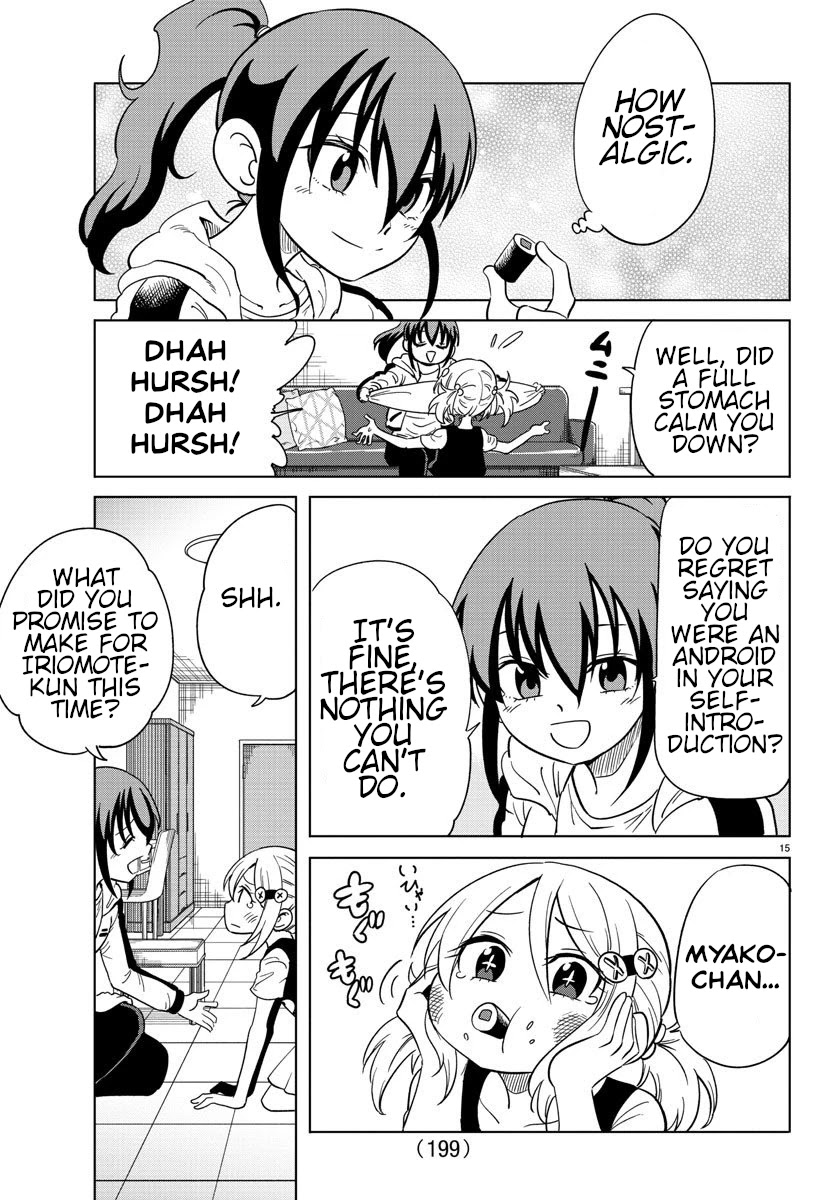 HOW
NOST-
ALGIC.
WELL, DID
A FULL
STOMACH
CALM YOU
DOWN?
ムニ
DHAH
HURSH!
DHAH
HURSH!
DO YOU
REGRET
SAYING
YOU
WERE AN
ANDROID
IN YOUR
SELF-
INTRO-
DUCTION?
IT'S
FINE,
THERE'S
NOTHING
YOU
CAN'T
DO.
15
MYAKO-
CHAN...
もぐ
もぐ
SHH.
WHAT
DID YOU
PROMISE TO
MAKE FOR
IRIOMOTE-
KUN THIS
TIME?
(199)